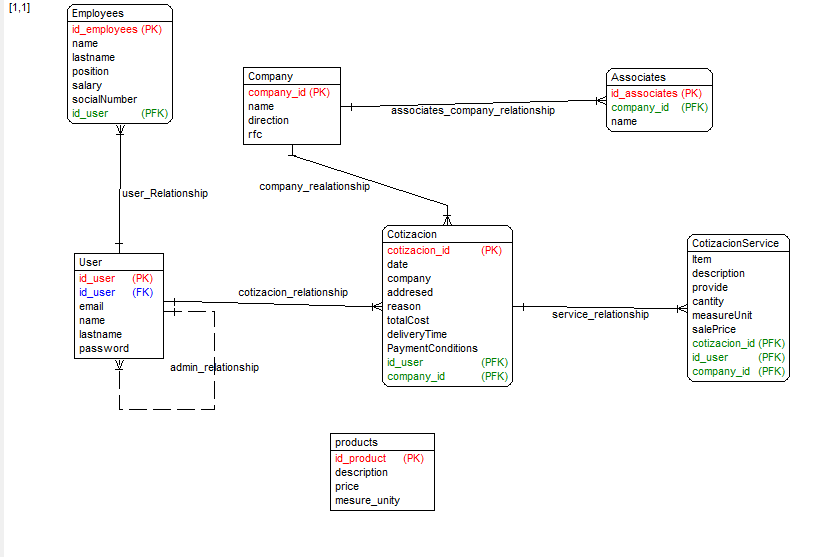 [1,1]
Employees
id_employees (PK)
name
lastname
position
salary
socialNumber
id_user (PFK)
Company
company_id (PK)
name
direction
rfc
associates_company_relationship
Associates
id_associates (PK)
company_id (PFK)
name
user_Relationship
company_realationship
User
id_user (PK)
id_user (FK)
email
name
lastname
password
cotizacion_relationship
admin_relationship
Cotizacion
cotizacion_id (PK)
date
company
addresed
reason
totalCost
deliveryTime
PaymentConditions
id_user (PFK)
company_id (PFK)
service_relationship
CotizacionService
Item
description
provide
cantity
measureUnit
salePrice
cotizacion_id (PFK)
id_user (PFK)
company_id (PFK)
products
id_product (PK)
description
price
mesure_unity